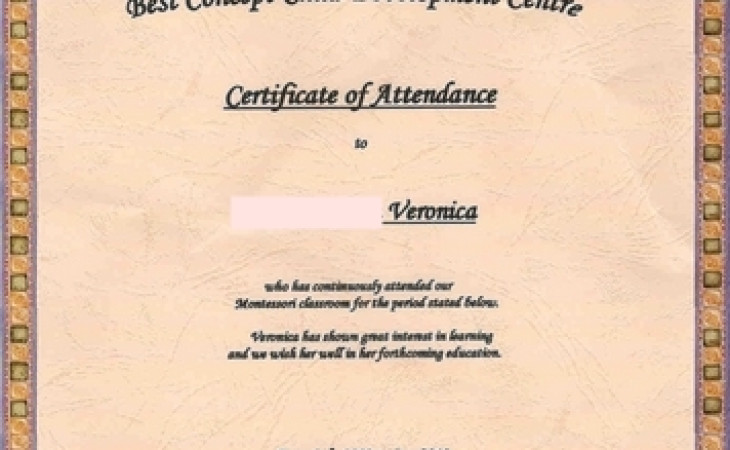 Best Concept Child Development Centre
Certificate of Attendance
to
Veronica
who has continuously attended our
Montessori classroom for the period stated below.
Veronica has shown great interest in learning
and we wish her well in her forthcoming education.